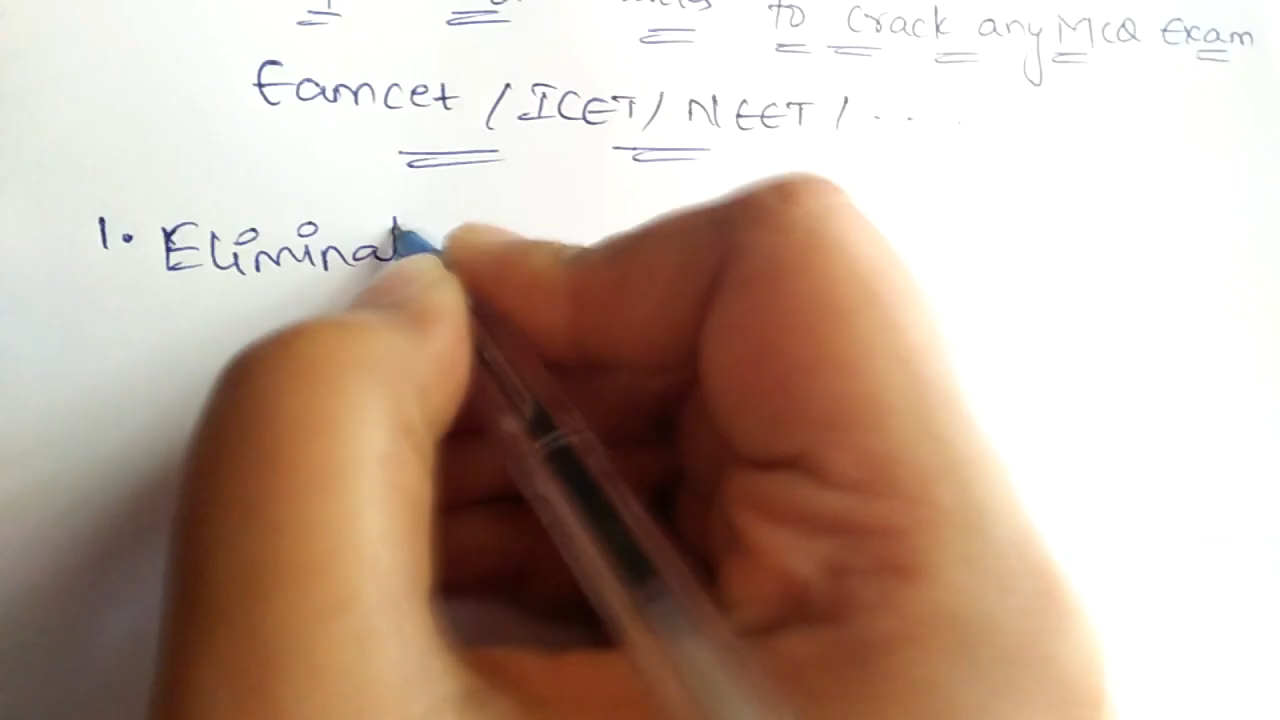 to crack any MCQ Exam
Eamcet / ICET / NEET / ....
1. Eliminat